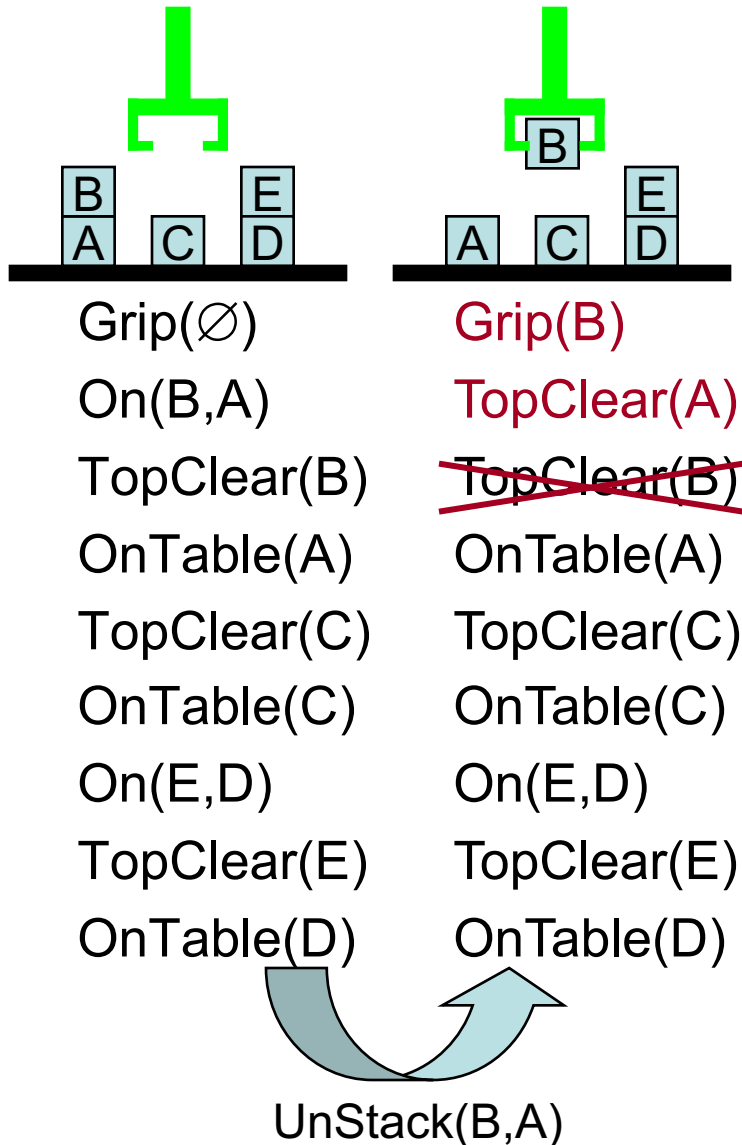 B
B E B E
A C D A C D
Grip(∅) Grip(B)
On(B,A) TopClear(A)
TopClear(B) TopClear(B)
OnTable(A) OnTable(A)
TopClear(C) TopClear(C)
OnTable(C) OnTable(C)
On(E,D) On(E,D)
TopClear(E) TopClear(E)
OnTable(D) OnTable(D)
UnStack(B,A)